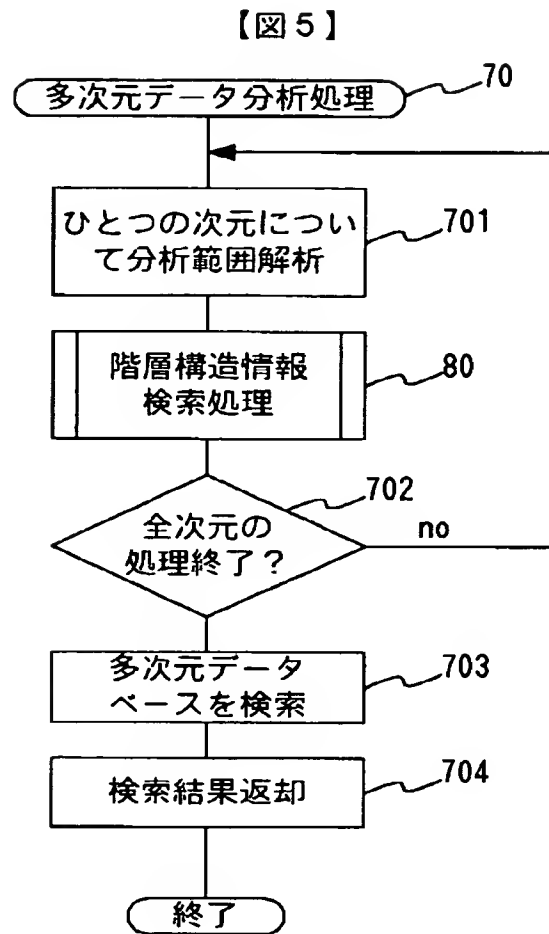 【図5】
多次元データ分析処理
70
ひとつの次元につい
て分析範囲解析
701
階層構造情報
検索処理
80
702
全次元の
処理終了?
no
多次元データ
ベースを検索
703
検索結果返却
704
終了